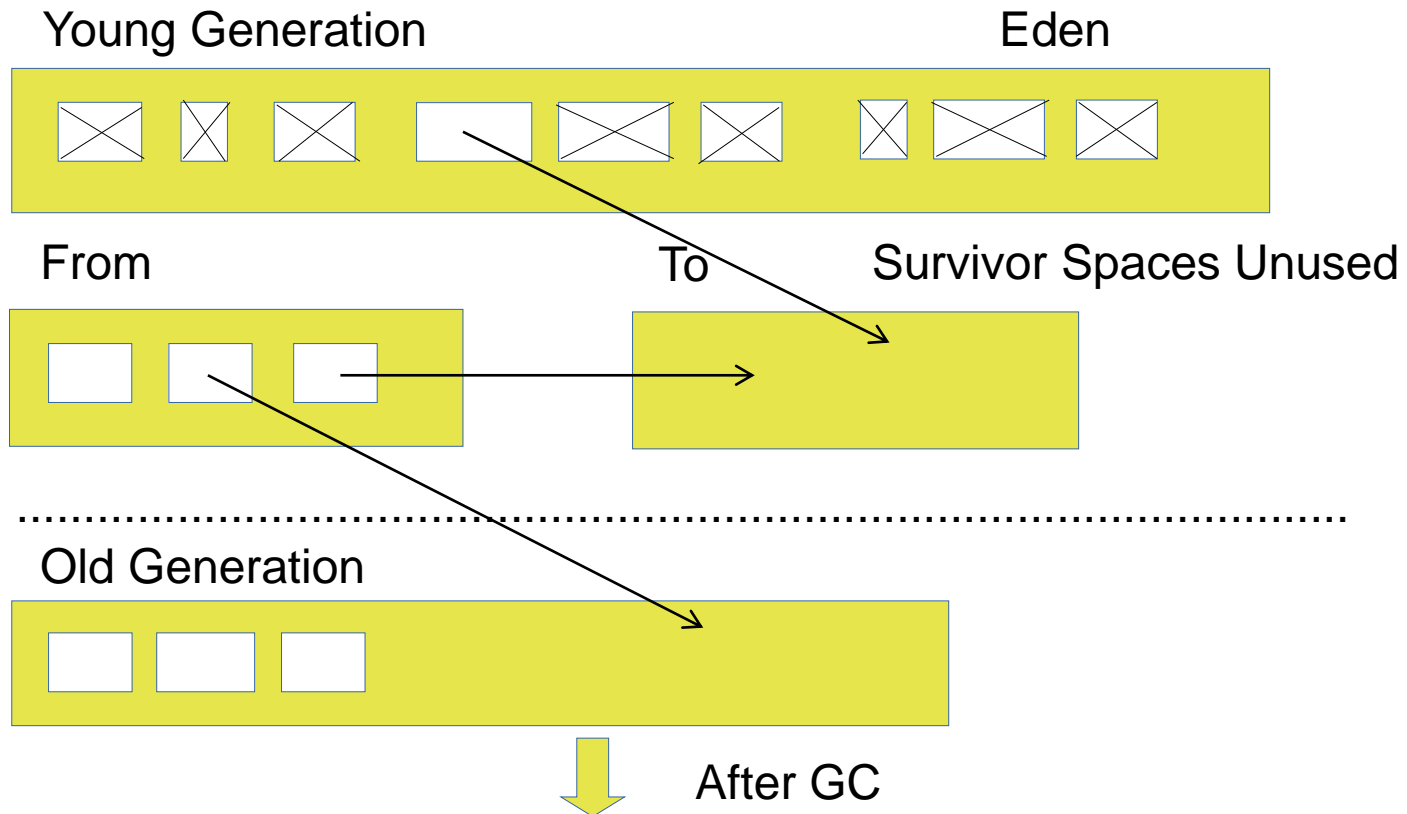 Young Generation Eden
From To Survivor Spaces Unused
Old Generation
After GC